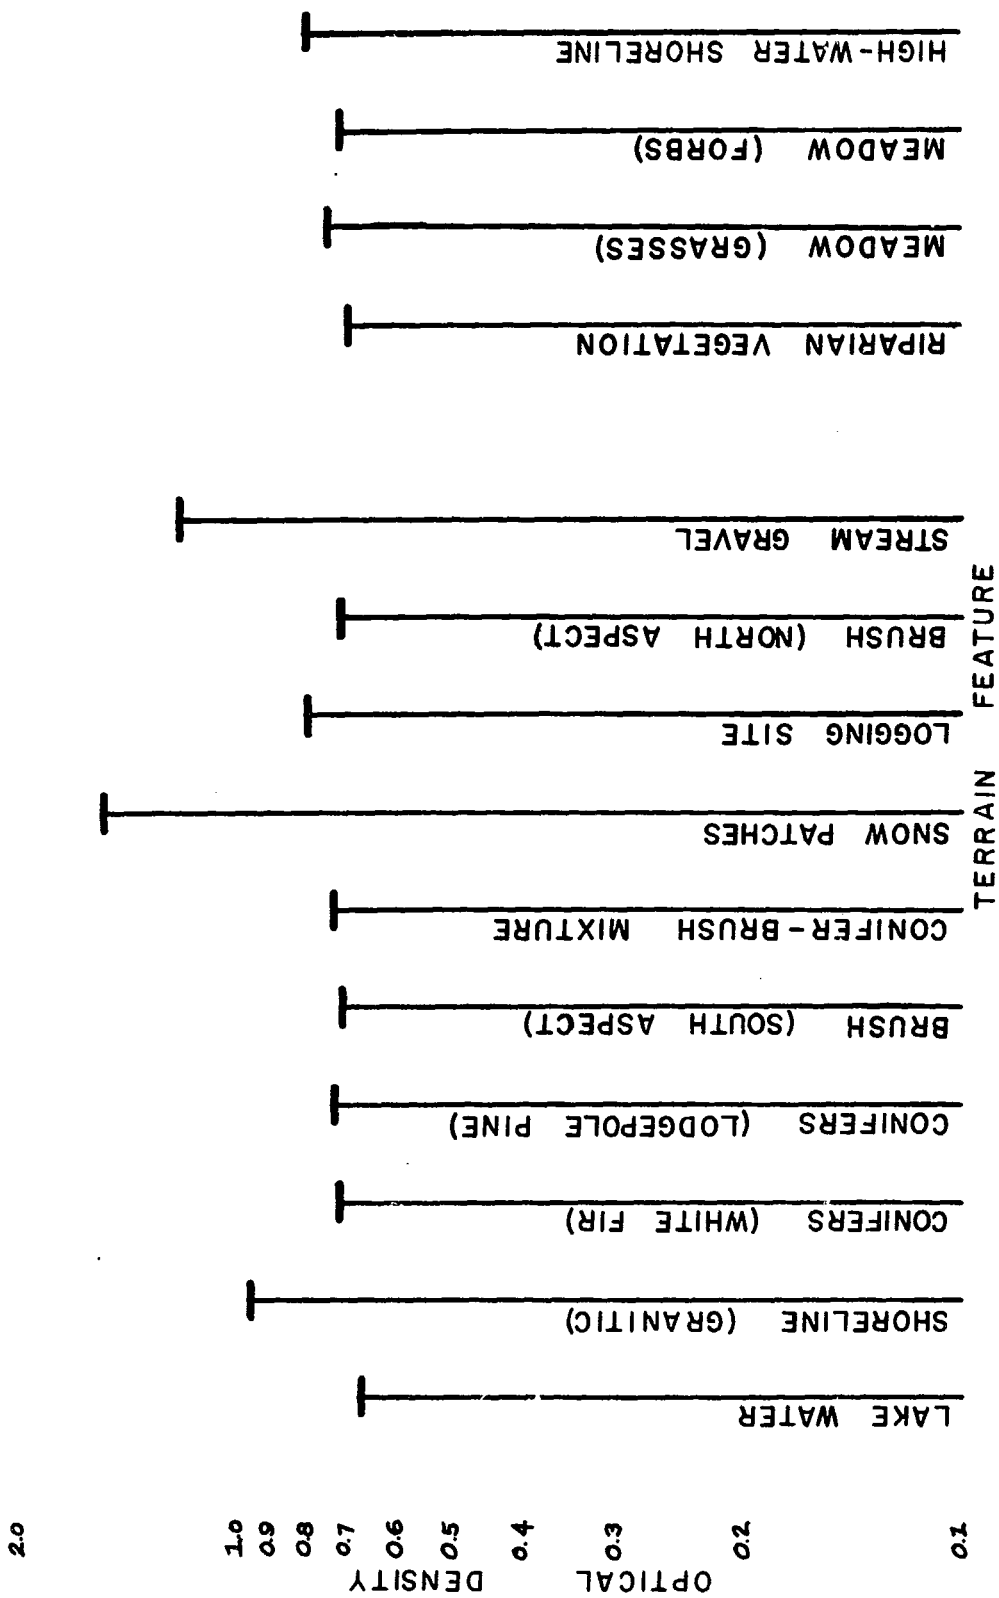 2.0
1.0
0.9
0.8
0.7
0.6
0.5
0.4
0.3
0.2
0.1
OPTICAL
DENSITY
LAKE WATER
SHORELINE (GRANITIC)
CONIFERS (WHITE FIR)
CONIFERS (LODGEPOLE PINE)
BRUSH (SOUTH ASPECT)
CONIFER-BRUSH MIXTURE
SNOW PATCHES
LOGGING SITE
BRUSH (NORTH ASPECT)
STREAM GRAVEL
RIPARIAN VEGETATION
MEADOW (GRASSES)
MEADOW (FORBS)
HIGH-WATER SHORELINE
TERRAIN FEATURE